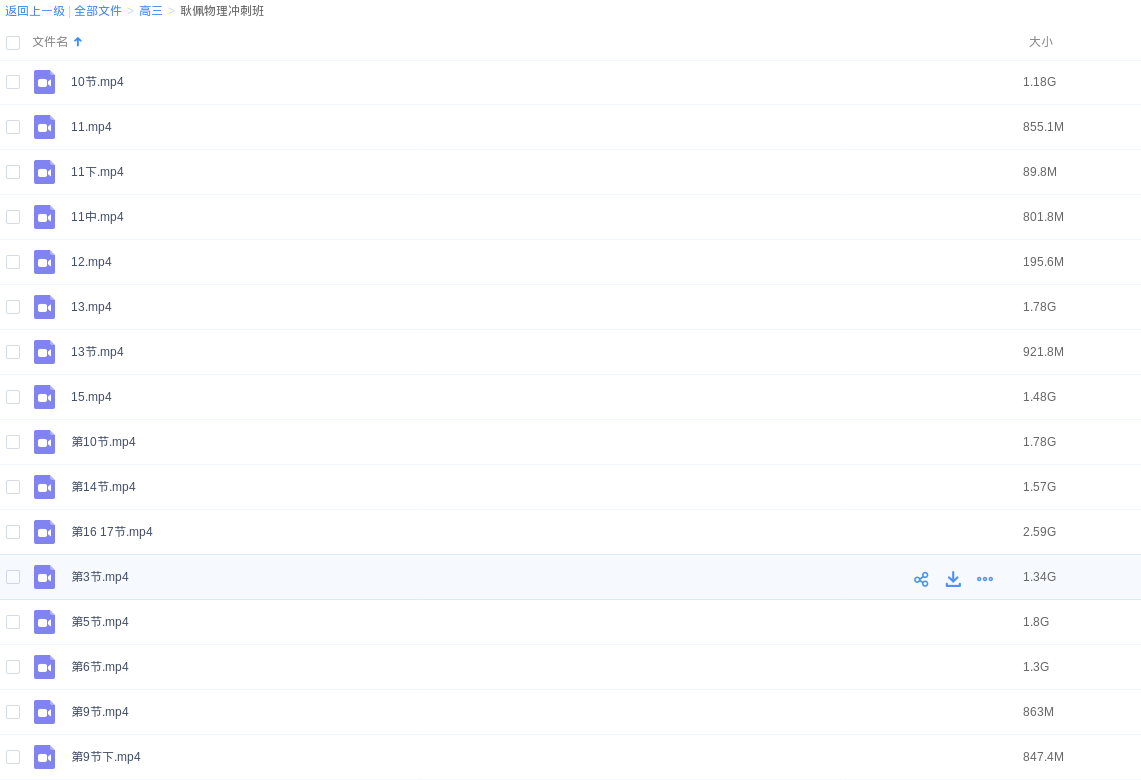 返回上一级 | 全部文件 > 高三 > 耿佩物理冲刺班
文件名 大小
10节.mp4 1.18G
11.mp4 855.1M
11下.mp4 89.8M
11中.mp4 801.8M
12.mp4 195.6M
13.mp4 1.78G
13节.mp4 921.8M
15.mp4 1.48G
第10节.mp4 1.78G
第14节.mp4 1.57G
第16 17节.mp4 2.59G
第3节.mp4 1.34G
第5节.mp4 1.8G
第6节.mp4 1.3G
第9节.mp4 863M
第9节下.mp4 847.4M